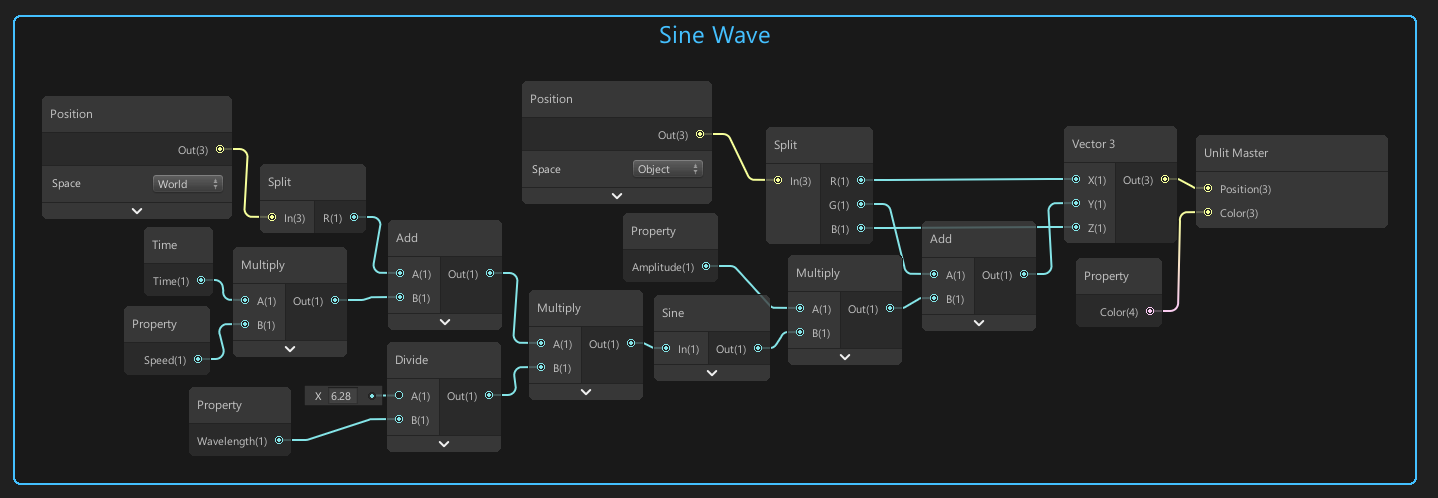 Sine Wave
Position
Out(3)
Space
World
Split
In(3)
R(1)
Time
Time(1)
Property
Speed(1)
Multiply
A(1)
Out(1)
B(1)
Add
A(1)
Out(1)
B(1)
Property
Wavelength(1)
X 6.28
Divide
A(1)
Out(1)
B(1)
Multiply
A(1)
Out(1)
B(1)
Sine
In(1)
Out(1)
Position
Out(3)
Space
Object
Property
Amplitude(1)
Split
In(3)
R(1)
G(1)
B(1)
Multiply
A(1)
Out(1)
B(1)
Add
A(1)
Out(1)
B(1)
Vector 3
X(1)
Out(3)
Y(1)
Z(1)
Property
Color(4)
Unlit Master
Position(3)
Color(3)